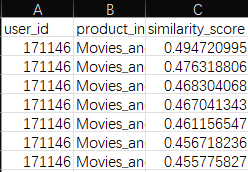 A B C
user_id product_in similarity_score
171146 Movies_an 0.494720995
171146 Movies_an 0.476318806
171146 Movies_an 0.468304068
171146 Movies_an 0.467041343
171146 Movies_an 0.461156547
171146 Movies_an 0.456718236
171146 Movies_an 0.455775827